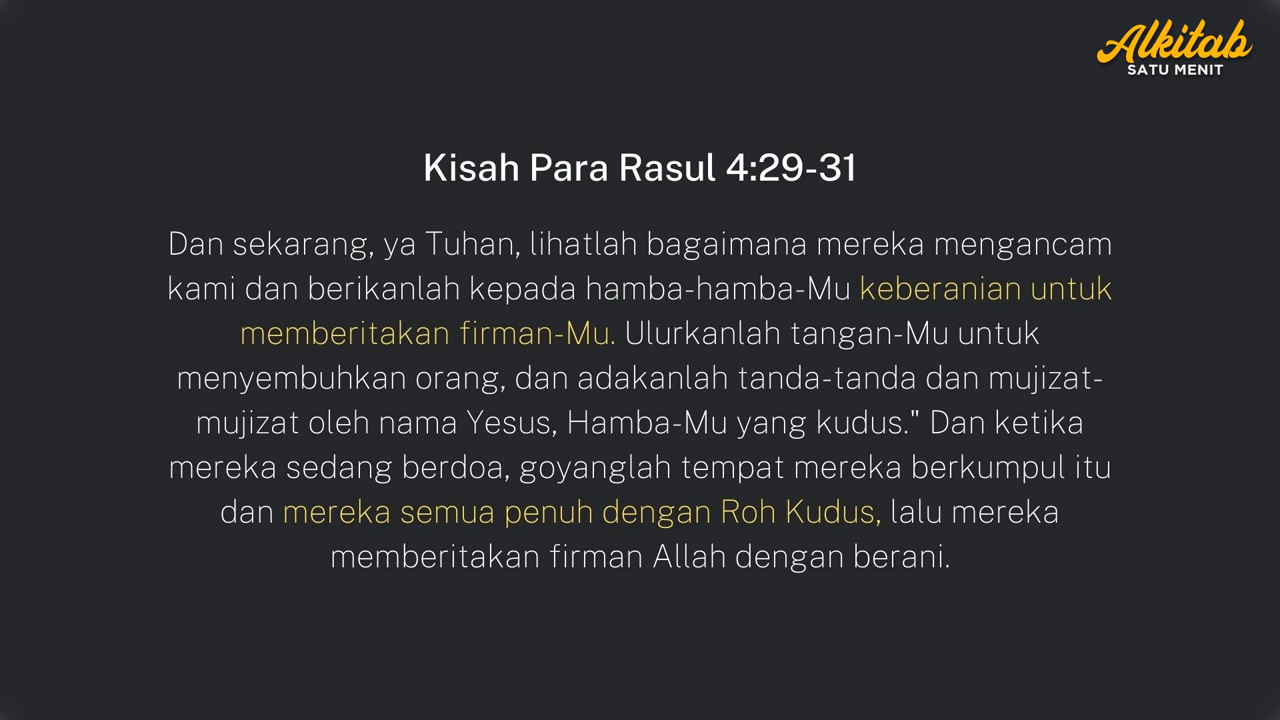 Alkitab
SATU MENIT
Kisah Para Rasul 4:29-31
Dan sekarang, ya Tuhan, lihatlah bagaimana mereka mengancam
kami dan berikanlah kepada hamba-hamba-Mu keberanian untuk
memberitakan firman-Mu. Ulurkanlah tangan-Mu untuk
menyembuhkan orang, dan adakanlah tanda-tanda dan mujizat-
mujizat oleh nama Yesus, Hamba-Mu yang kudus." Dan ketika
mereka sedang berdoa, goyanglah tempat mereka berkumpul itu
dan mereka semua penuh dengan Roh Kudus, lalu mereka
memberitakan firman Allah dengan berani.